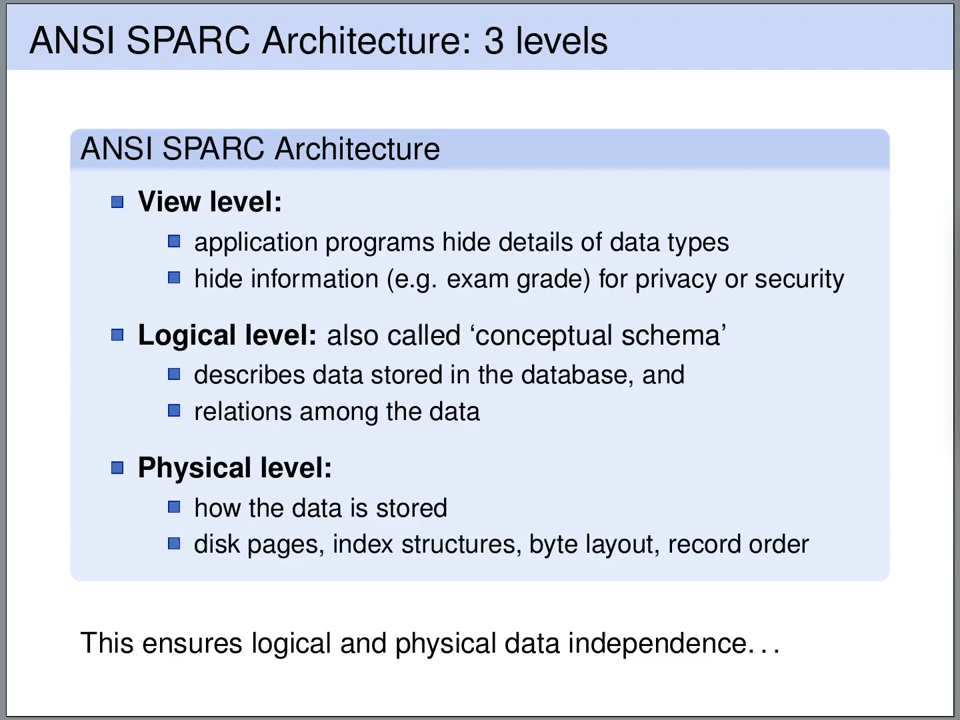 ANSI SPARC Architecture: 3 levels
ANSI SPARC Architecture
View level:
application programs hide details of data types
hide information (e.g. exam grade) for privacy or security
Logical level: also called ‘conceptual schema’
describes data stored in the database, and
relations among the data
Physical level:
how the data is stored
disk pages, index structures, byte layout, record order
This ensures logical and physical data independence. . .